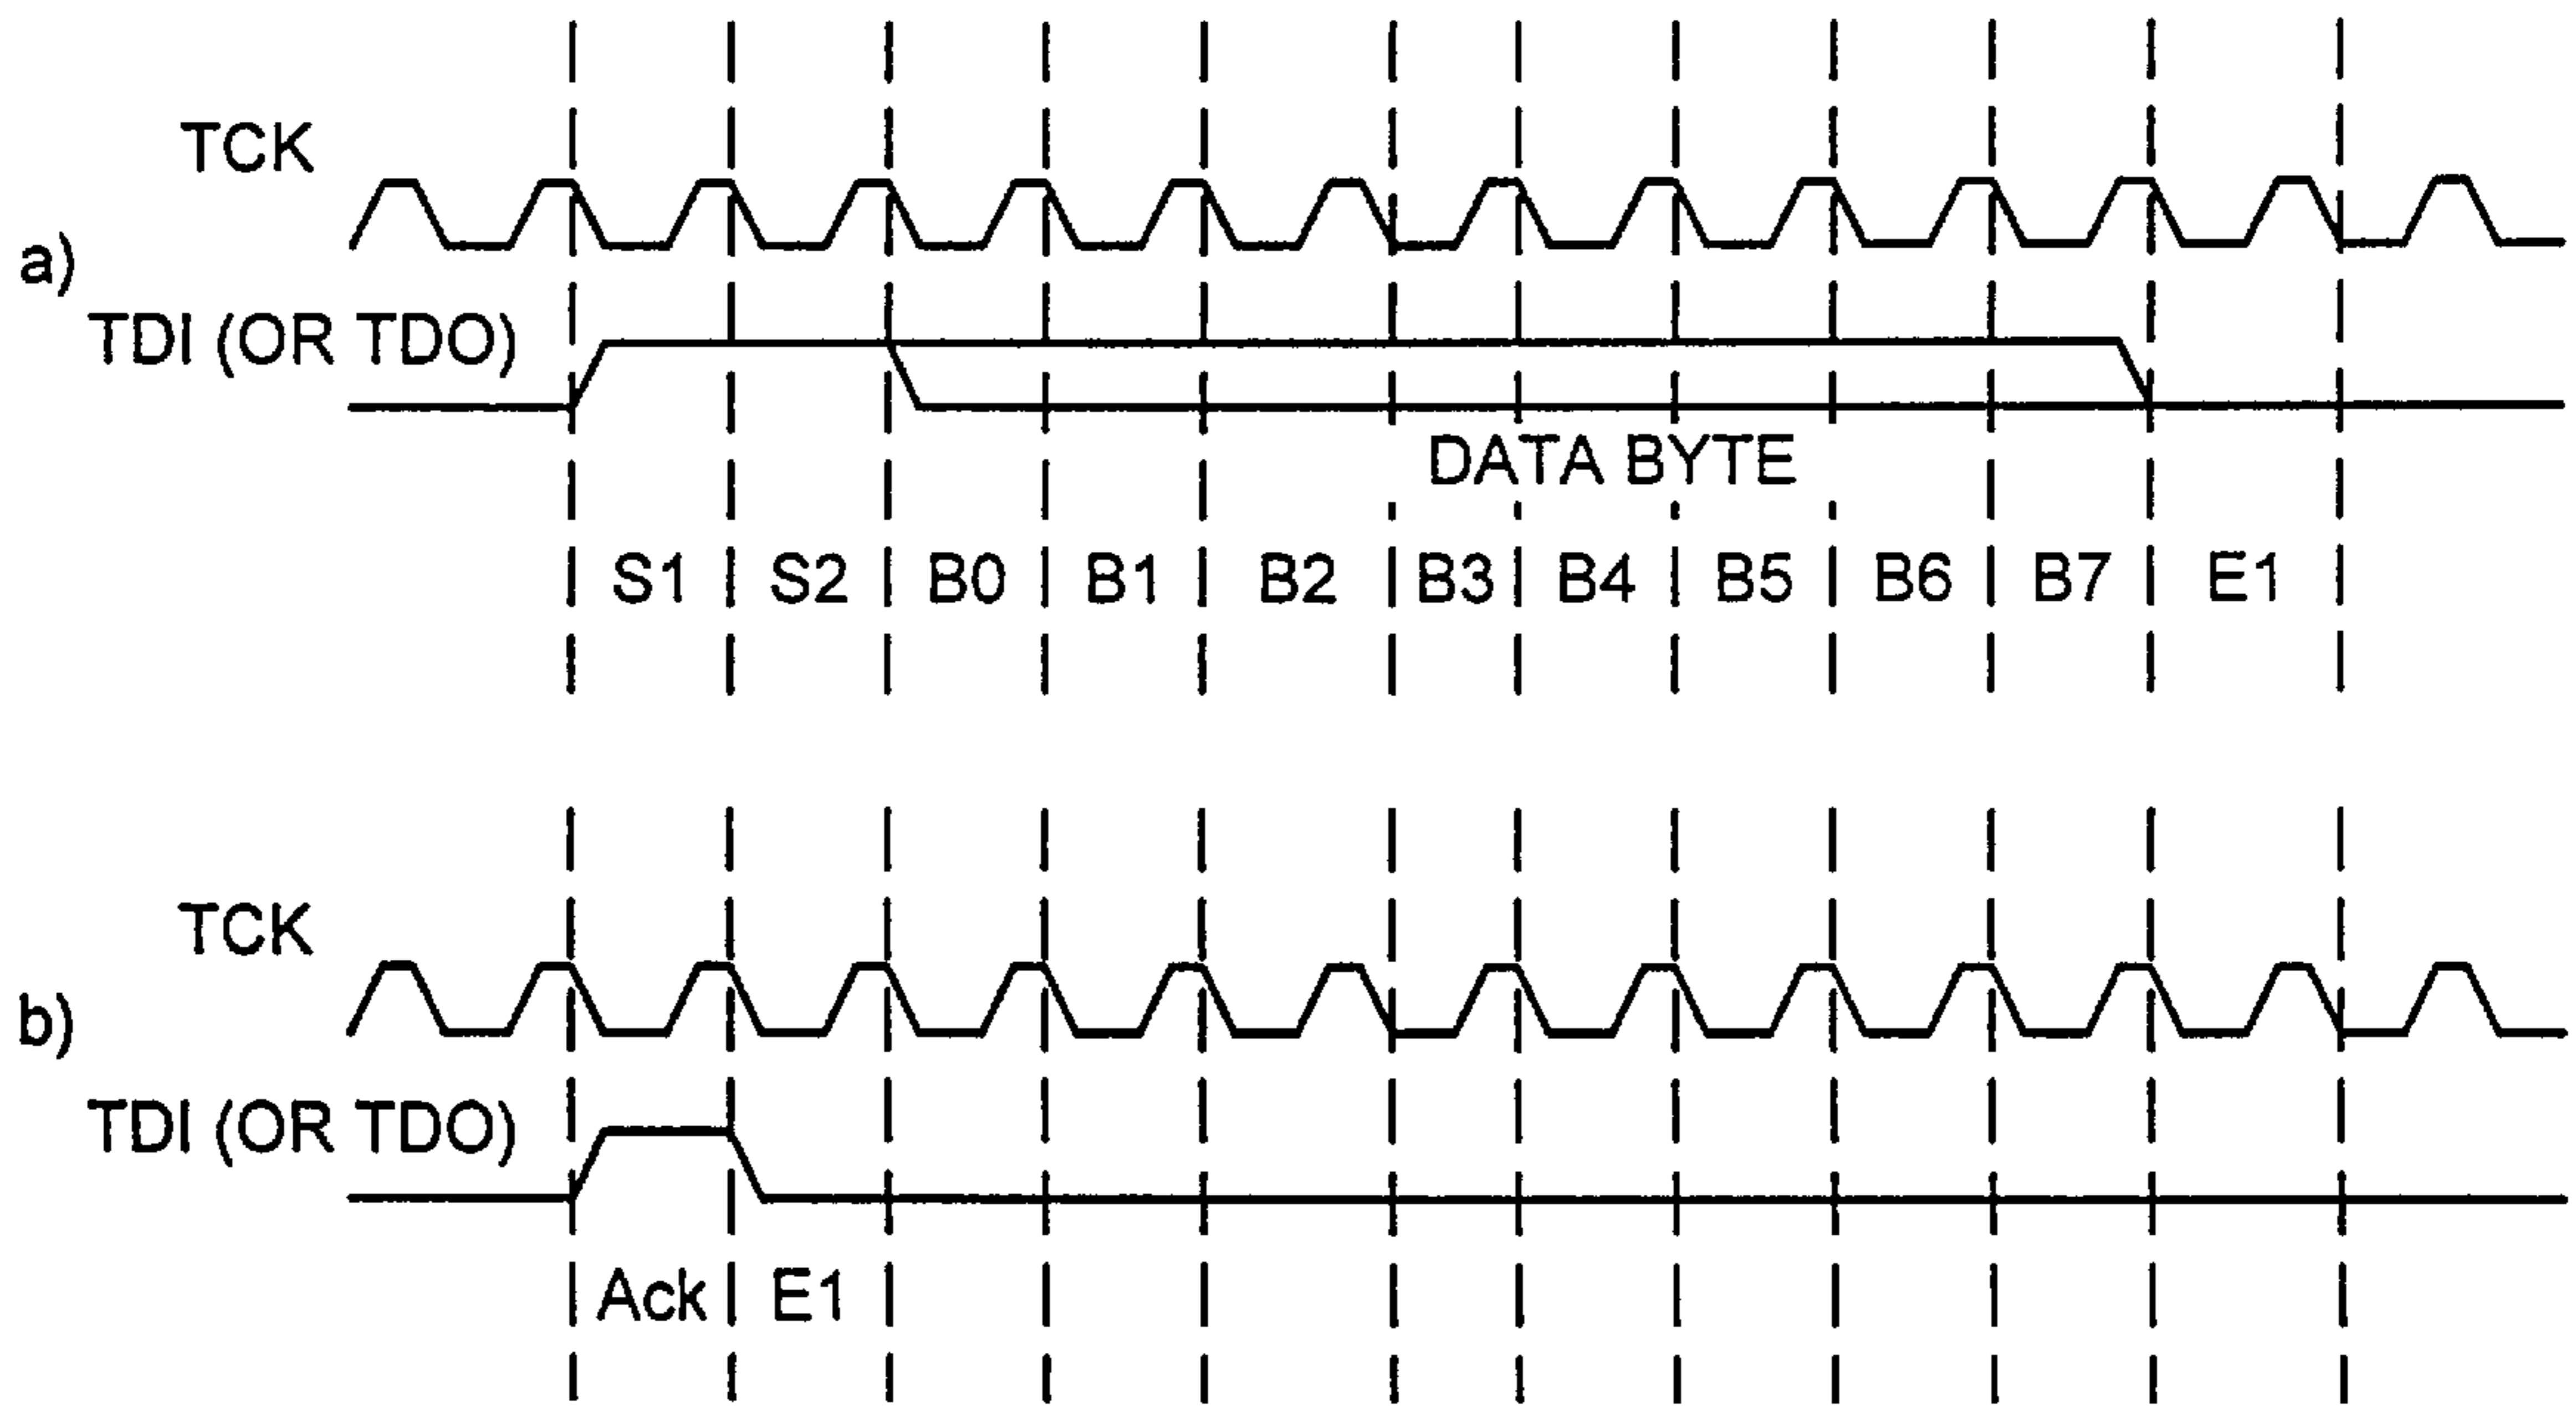 TCK
a)
TDI (OR TDO)
DATA BYTE
S1 S2 B0 B1 B2 B3 B4 B5 B6 B7 E1
TCK
b)
TDI (OR TDO)
Ack E1